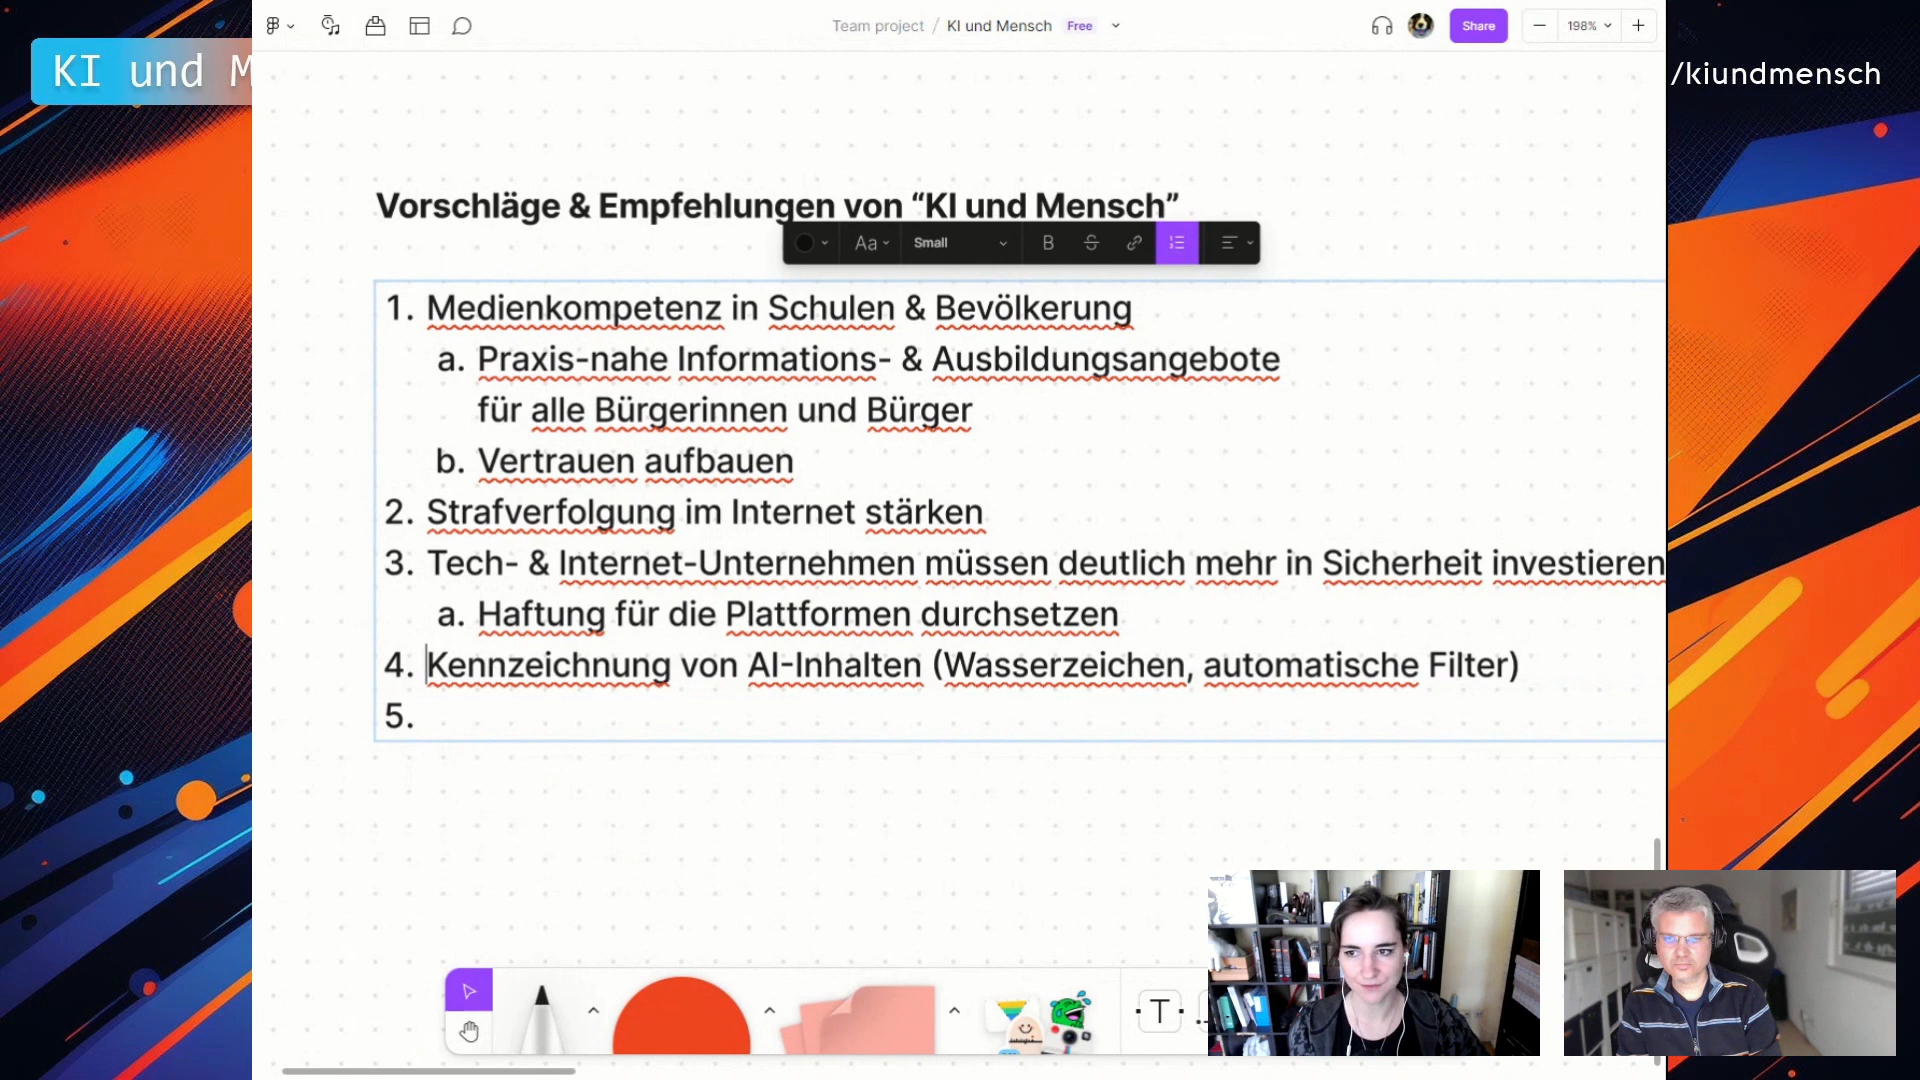 KI und M
Team project / KI und Mensch Free
Share
198%
/kiundmensch
Vorschläge & Empfehlungen von “KI und Mensch”
Aa
Small
B
S
1. Medienkompetenz in Schulen & Bevölkerung
a. Praxis-nahe Informations- & Ausbildungsangebote
für alle Bürgerinnen und Bürger
b. Vertrauen aufbauen
2. Strafverfolgung im Internet stärken
3. Tech- & Internet-Unternehmen müssen deutlich mehr in Sicherheit investieren
a. Haftung für die Plattformen durchsetzen
4. Kennzeichnung von AI-Inhalten (Wasserzeichen, automatische Filter)
5.
T